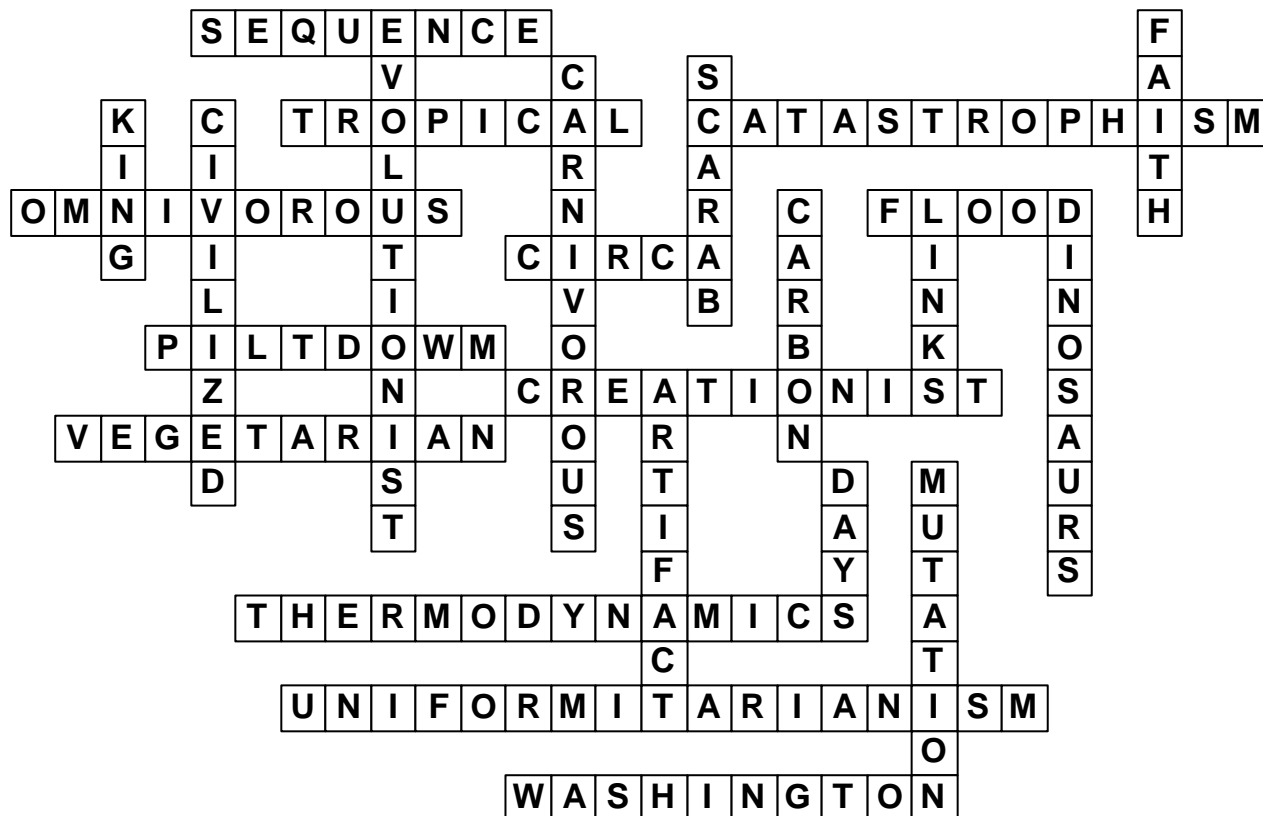 SEQUENCE
EVOLUTIONIST
FAITH
CARNIVOROUS
SCARAB
KING
CIVILIZED
TROPICAL
CATASTROPHISM
OMNIVOROUS
CARBON
FLOOD
LINKS
DINOSAURS
CIRCA
PILTDOWM
CREATIONIST
ARTIFACT
VEGETARIAN
DAYS
MUTATION
THERMODYNAMICS
UNIFORMITARIANISM
WASHINGTON